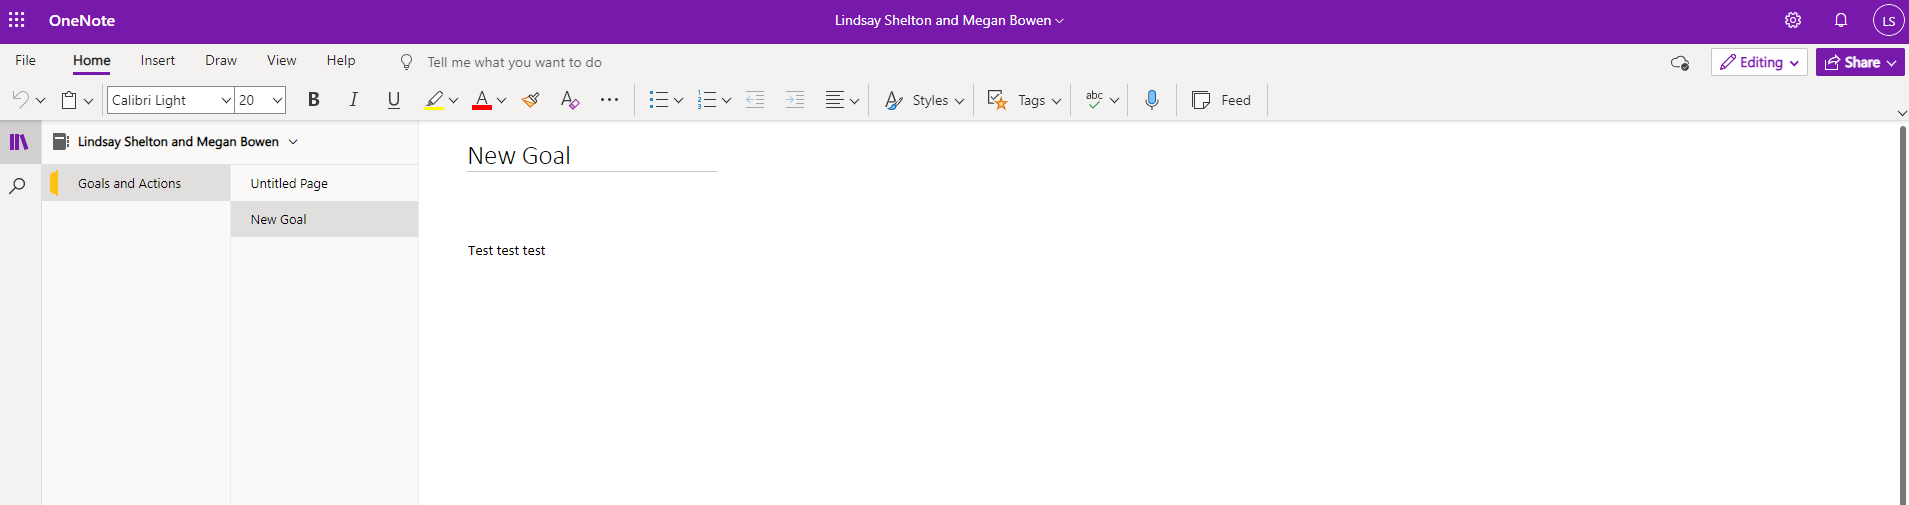 OneNote
Lindsay Shelton and Megan Bowen
LS
File Home Insert Draw View Help Tell me what you want to do
Editing Share
Calibri Light 20 B I U A A Styles Tags abc Feed
Lindsay Shelton and Megan Bowen
Goals and Actions
Untitled Page
New Goal
New Goal
Test test test